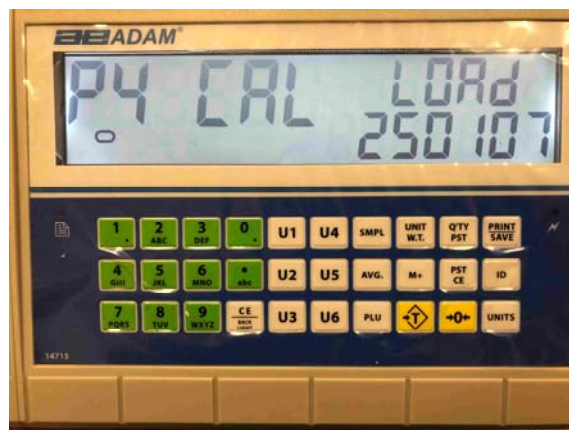 ADAM®
P4 CAL LOAd
250107
1 . 2 ABC 3 DEF 0 U1 U4 SMPL UNIT W.T. Q'TY PST PRINT SAVE
4 GHI 5 JKL 6 MNO • abc U2 U5 AVG. M+ PST CE ID
7 PQRS 8 TUV 9 WXYZ CE BACK LIGHT U3 U6 PLU →T← →0← UNITS
14715